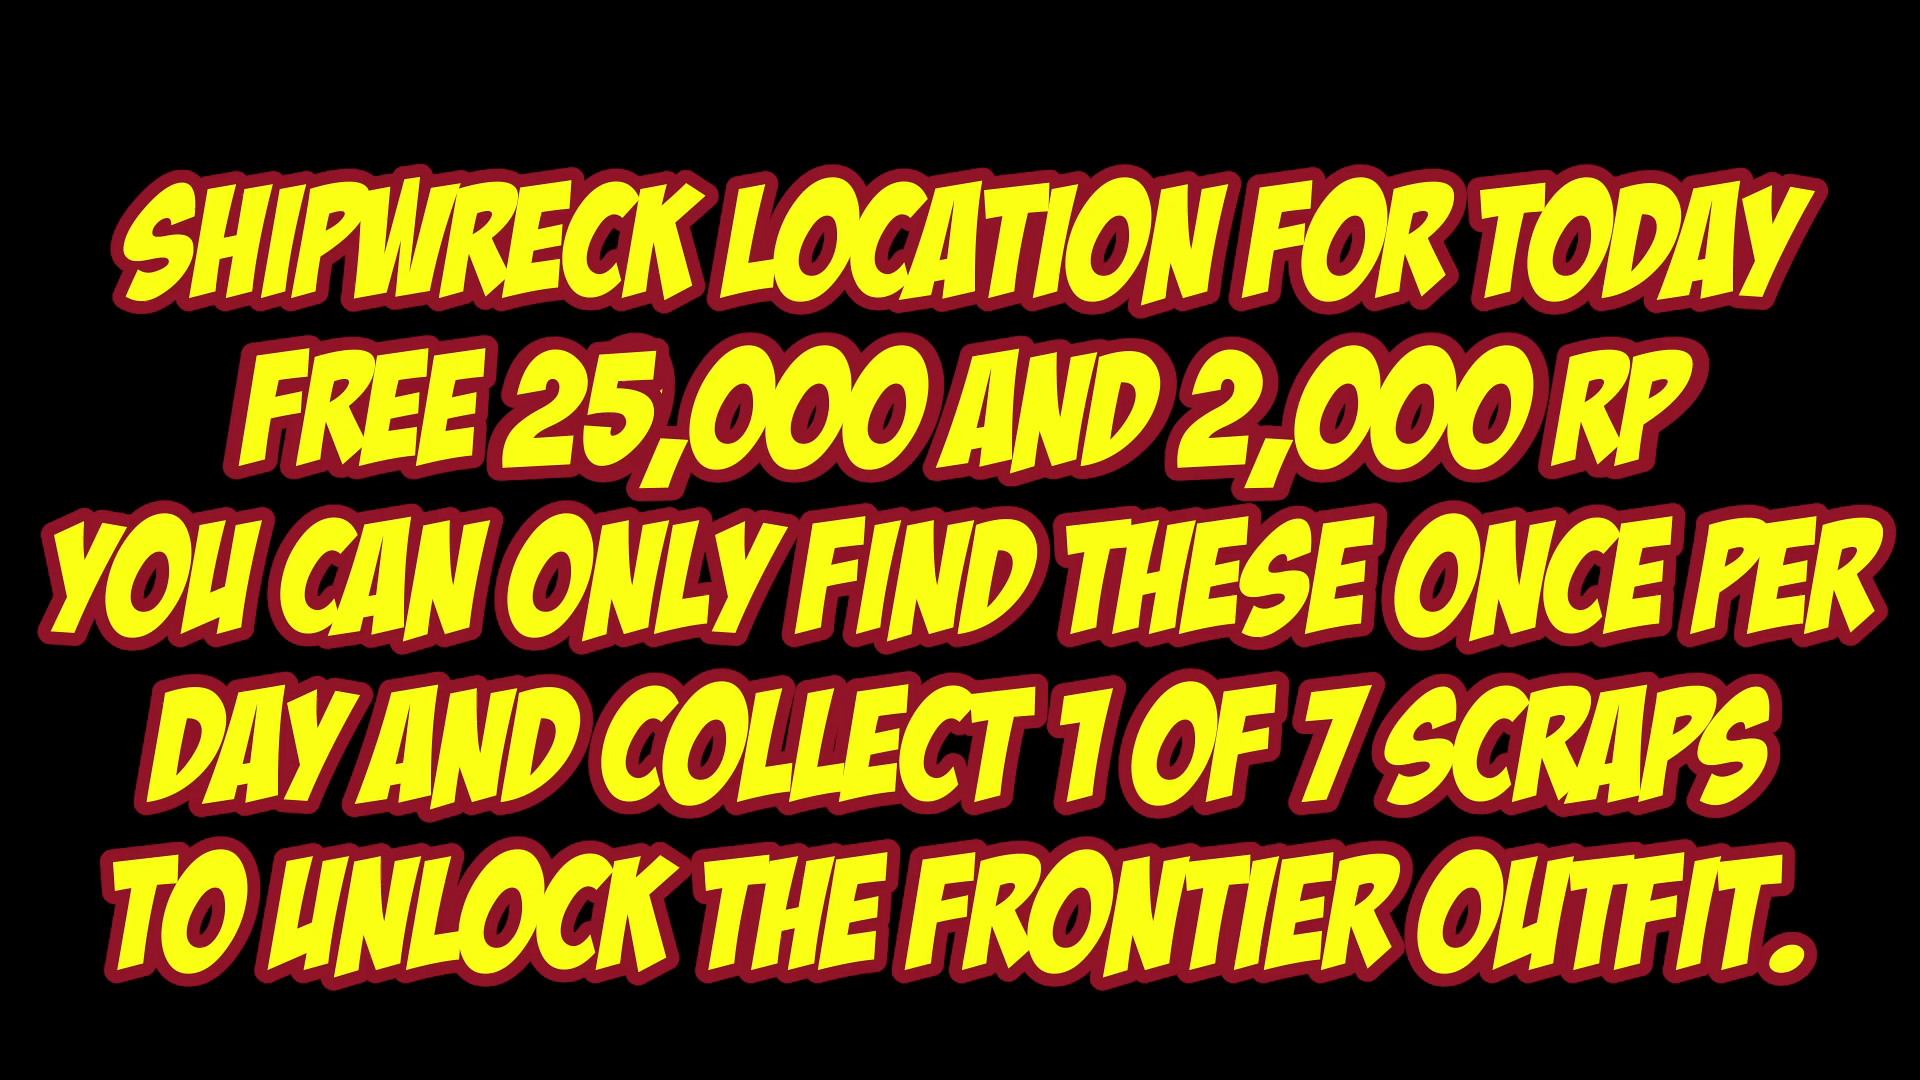 SHIPWRECK LOCATION FOR TODAY
FREE 25,000 AND 2,000 RP
YOU CAN ONLY FIND THESE ONCE PER
DAY AND COLLECT 1 OF 7 SCRAPS
TO UNLOCK THE FRONTIER OUTFIT.